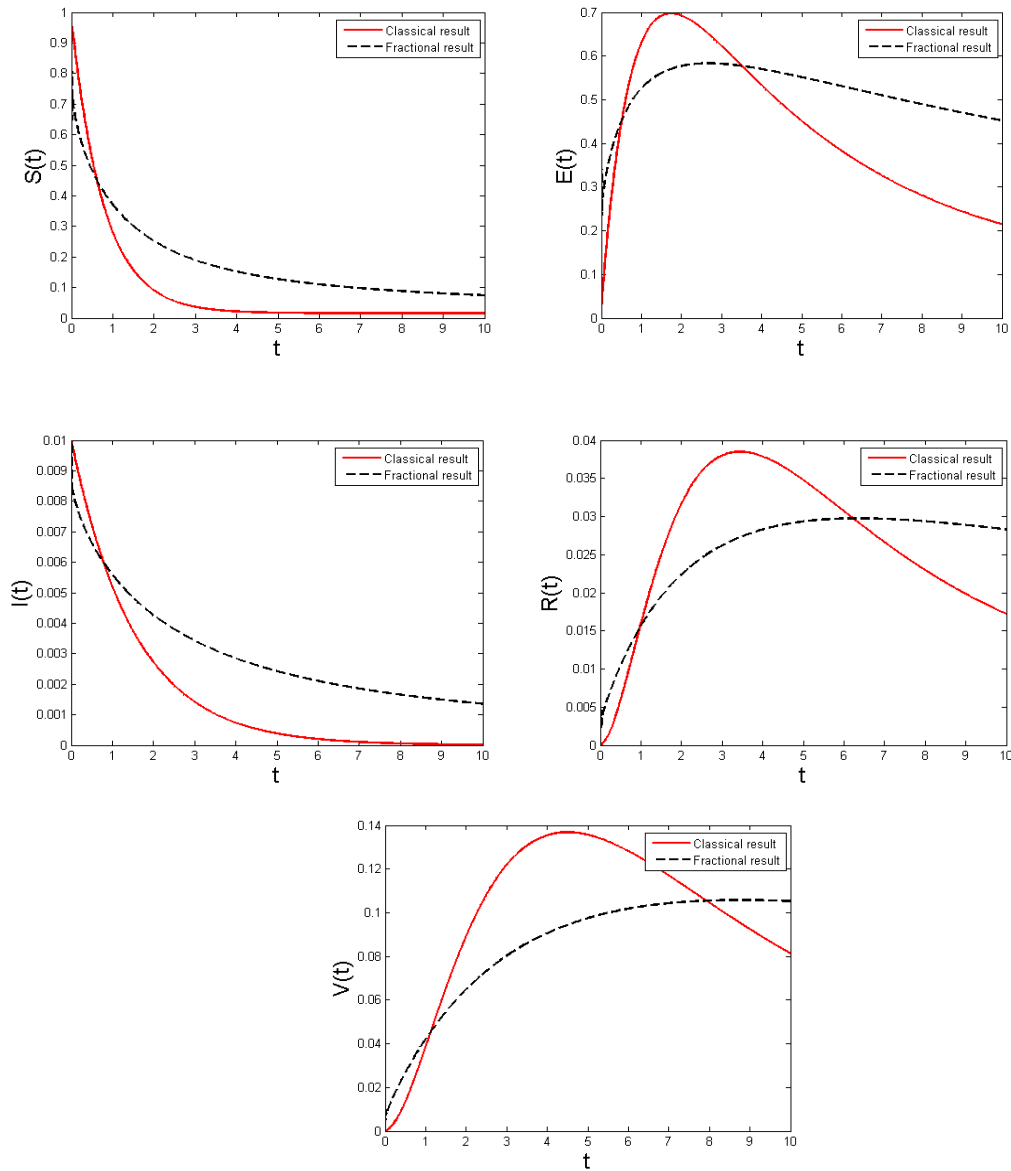 S(t)
1
0.9
0.8
0.7
0.6
0.5
0.4
0.3
0.2
0.1
0
Classical result
Fractional result
0 1 2 3 4 5 6 7 8 9 10
t
E(t)
0.7
0.6
0.5
0.4
0.3
0.2
0.1
0
Classical result
Fractional result
0 1 2 3 4 5 6 7 8 9 10
t
I(t)
0.01
0.009
0.008
0.007
0.006
0.005
0.004
0.003
0.002
0.001
0
Classical result
Fractional result
0 1 2 3 4 5 6 7 8 9 10
t
R(t)
0.04
0.035
0.03
0.025
0.02
0.015
0.01
0.005
0
Classical result
Fractional result
0 1 2 3 4 5 6 7 8 9 10
t
V(t)
0.14
0.12
0.1
0.08
0.06
0.04
0.02
0
Classical result
Fractional result
0 1 2 3 4 5 6 7 8 9 10
t